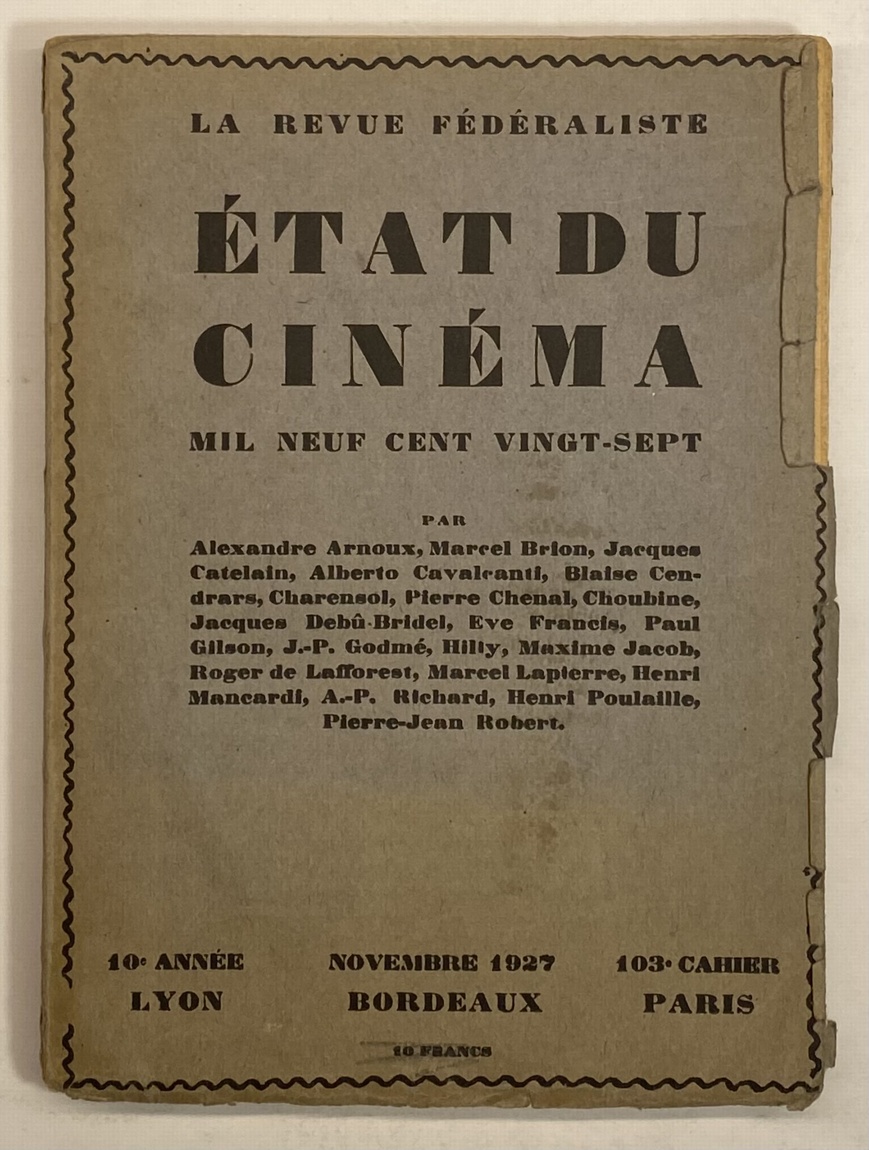 LA REVUE FÉDÉRALISTE
ÉTAT DU
CINÉMA
MIL NEUF CENT VINGT-SEPT
PAR
Alexandre Arnoux, Marcel Brion, Jacques
Catelain, Alberto Cavalcanti, Blaise Cen-
drars, Charensol, Pierre Chenal, Choubine,
Jacques Debû-Bridel, Eve Francis, Paul
Gilson, J.-P. Godmé, Hilly, Maxime Jacob,
Roger de Lafforest, Marcel Lapierre, Henri
Mancardi, A.-P. Richard, Henri Poulaille,
Pierre-Jean Robert.
10e ANNÉE NOVEMBRE 1927 103e CAHIER
LYON BORDEAUX PARIS
10 FRANCS